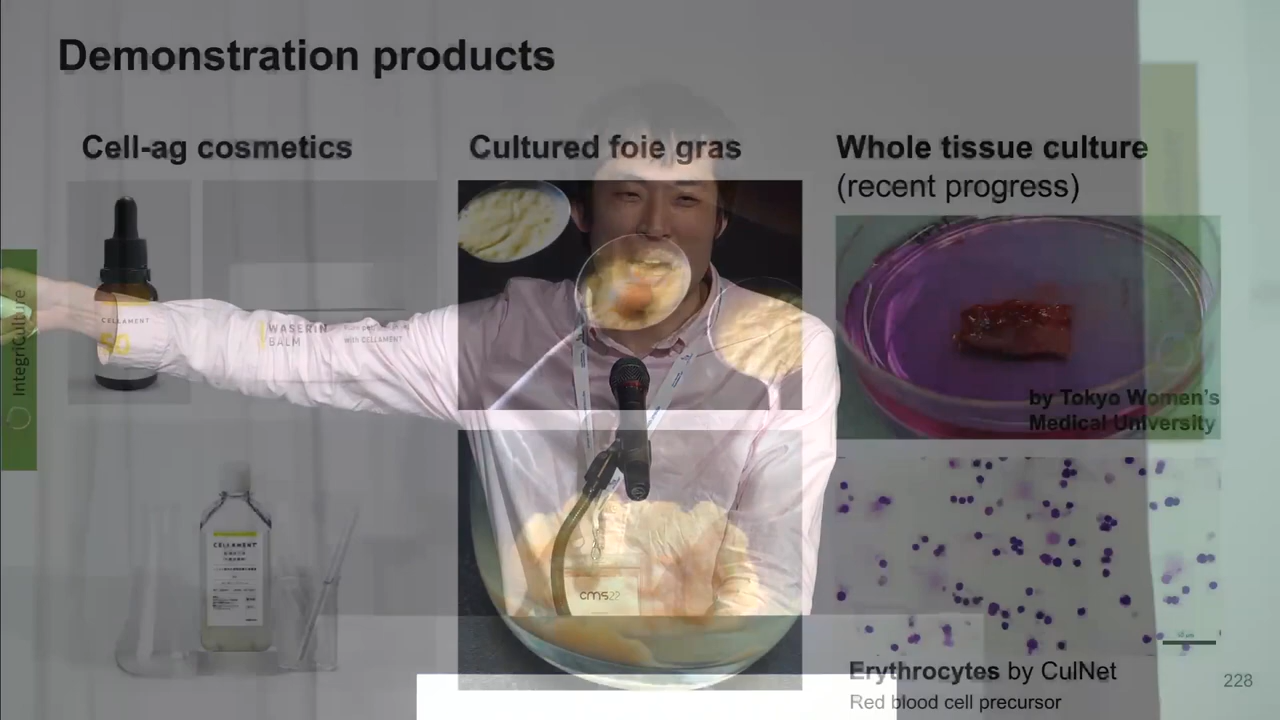 Demonstration products
Cell-ag cosmetics
Cultured foie gras
Whole tissue culture
(recent progress)
IntegriCulture
CELLAMENT
WASERIN
BALM
with CELLAMENT
by Tokyo Women's
Medical University
CELLAMENT
cms22
Erythrocytes by CulNet
Red blood cell precursor
228